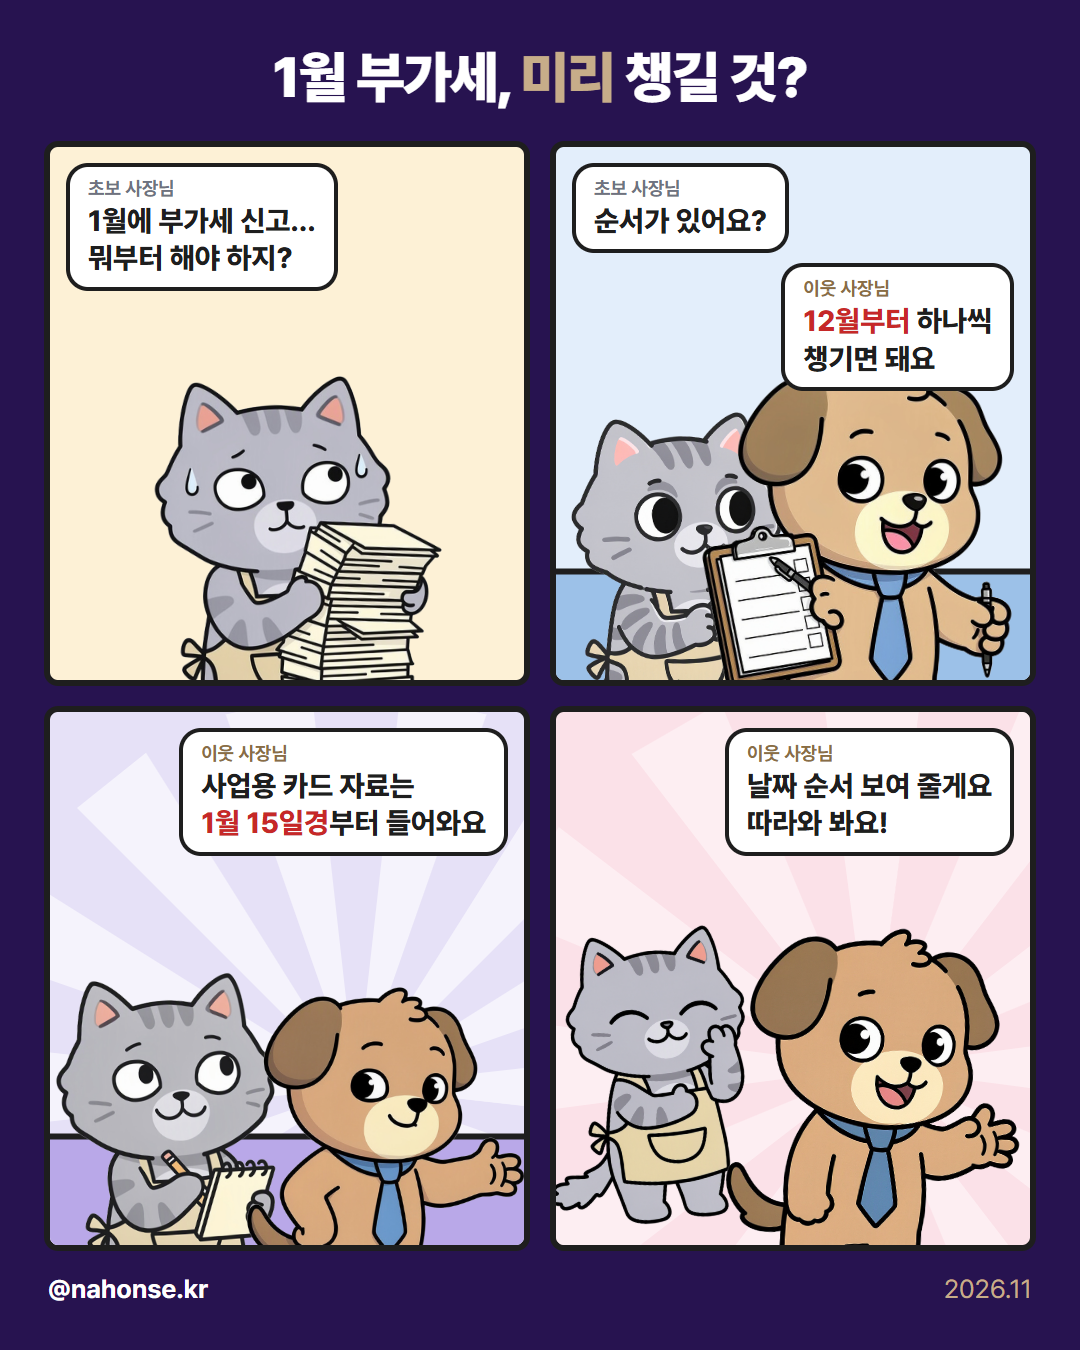 1월 부가세, 미리 챙길 것?
초보 사장님
1월에 부가세 신고...
뭐부터 해야 하지?
초보 사장님
순서가 있어요?
이웃 사장님
12월부터 하나씩
챙기면 돼요
이웃 사장님
사업용 카드 자료는
1월 15일경부터 들어와요
이웃 사장님
날짜 순서 보여 줄게요
따라와 봐요!
@nahonse.kr
2026.11